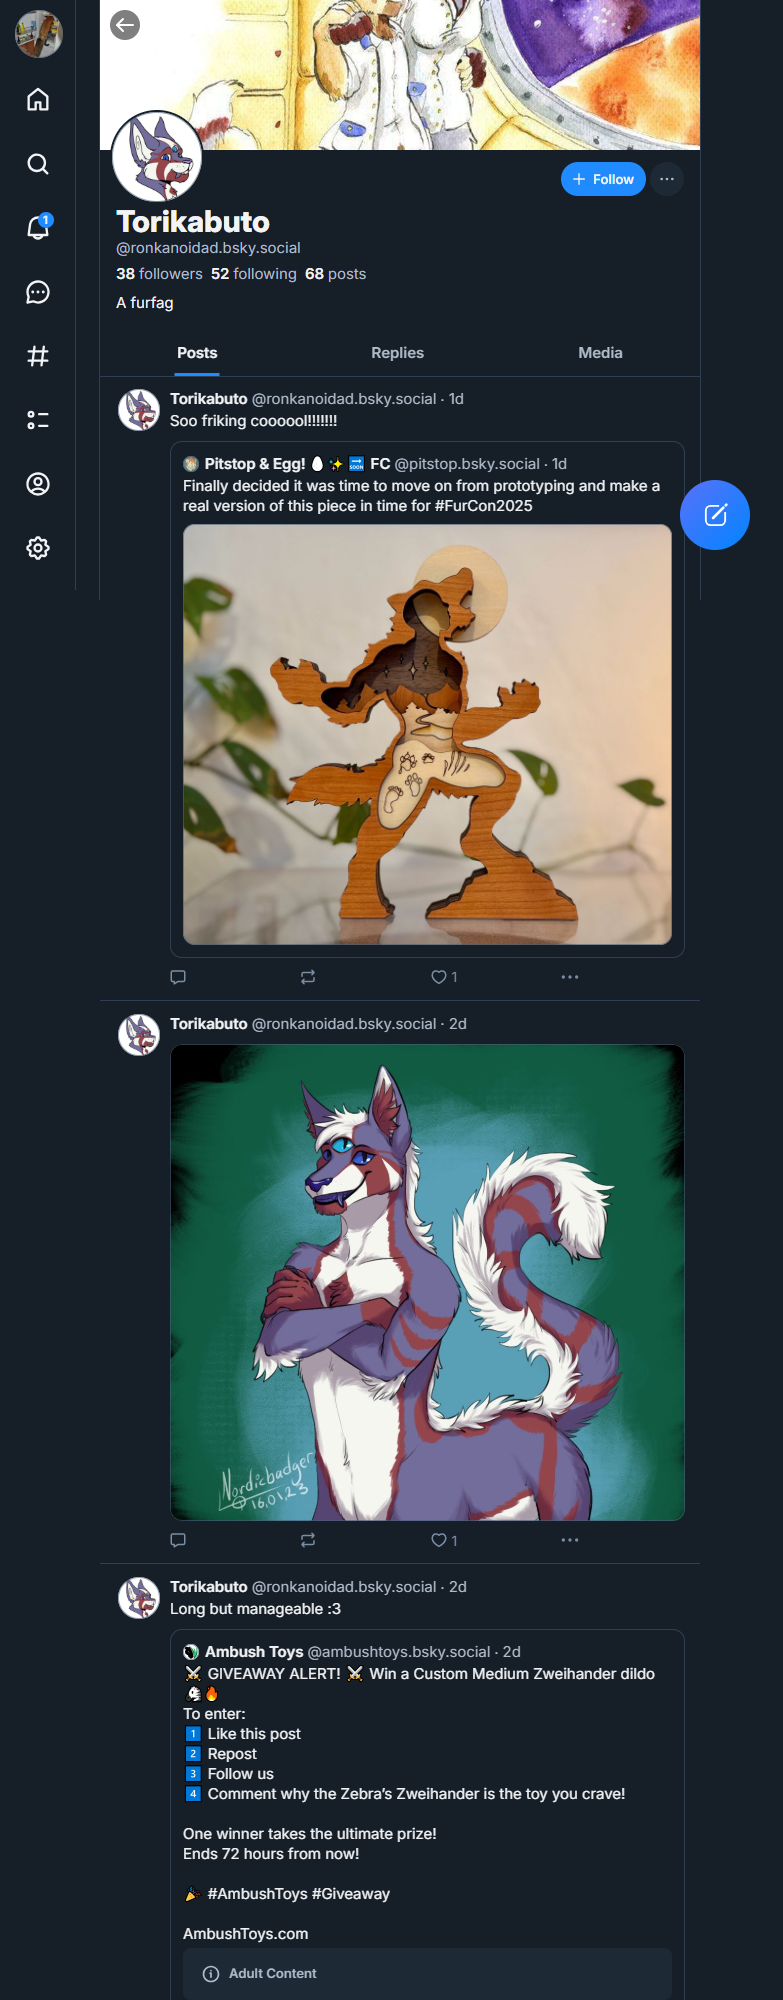 Follow
Torikabuto
@ronkanoidad.bsky.social
38 followers 52 following 68 posts
A furfag
Posts Replies Media
1
Torikabuto @ronkanoidad.bsky.social · 1d
Soo friking coooool!!!!!!!
Pitstop & Egg! 🥚✨🔜 FC @pitstop.bsky.social · 1d
Finally decided it was time to move on from prototyping and make a
real version of this piece in time for #FurCon2025
1
Torikabuto @ronkanoidad.bsky.social · 2d
Nordicbadger
16.01.23
1
Torikabuto @ronkanoidad.bsky.social · 2d
Long but manageable :3
Ambush Toys @ambushtoys.bsky.social · 2d
⚔️ GIVEAWAY ALERT! ⚔️ Win a Custom Medium Zweihander dildo
🦓🔥
To enter:
1️⃣ Like this post
2️⃣ Repost
3️⃣ Follow us
4️⃣ Comment why the Zebra’s Zweihander is the toy you crave!
One winner takes the ultimate prize!
Ends 72 hours from now!
🎉 #AmbushToys #Giveaway
AmbushToys.com
Adult Content